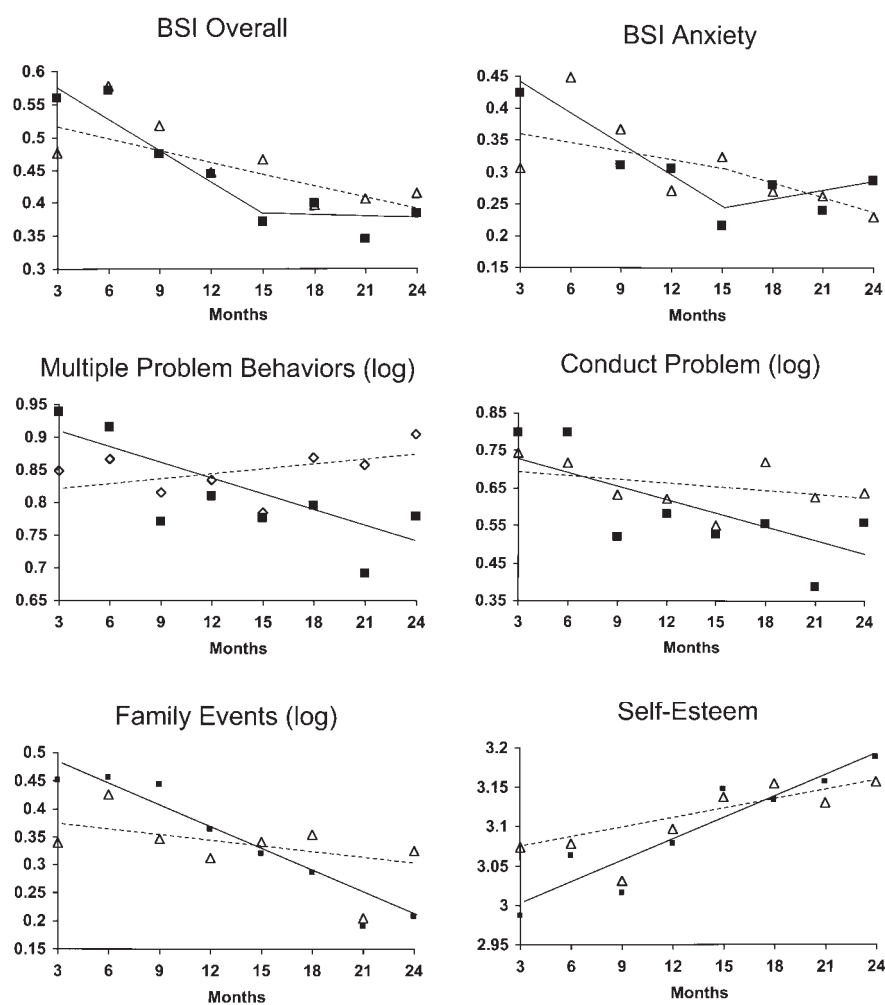 BSI Overall
0.6
0.55
0.5
0.45
0.4
0.35
0.3
3 6 9 12 15 18 21 24
Months
BSI Anxiety
0.45
0.4
0.35
0.3
0.25
0.2
0.15
3 6 9 12 15 18 21 24
Months
Multiple Problem Behaviors (log)
0.95
0.9
0.85
0.8
0.75
0.7
0.65
3 6 9 12 15 18 21 24
Months
Conduct Problem (log)
0.85
0.75
0.65
0.55
0.45
0.35
3 6 9 12 15 18 21 24
Months
Family Events (log)
0.5
0.45
0.4
0.35
0.3
0.25
0.2
0.15
3 6 9 12 15 18 21 24
Months
Self-Esteem
3.2
3.15
3.1
3.05
3
2.95
3 6 9 12 15 18 21 24
Months